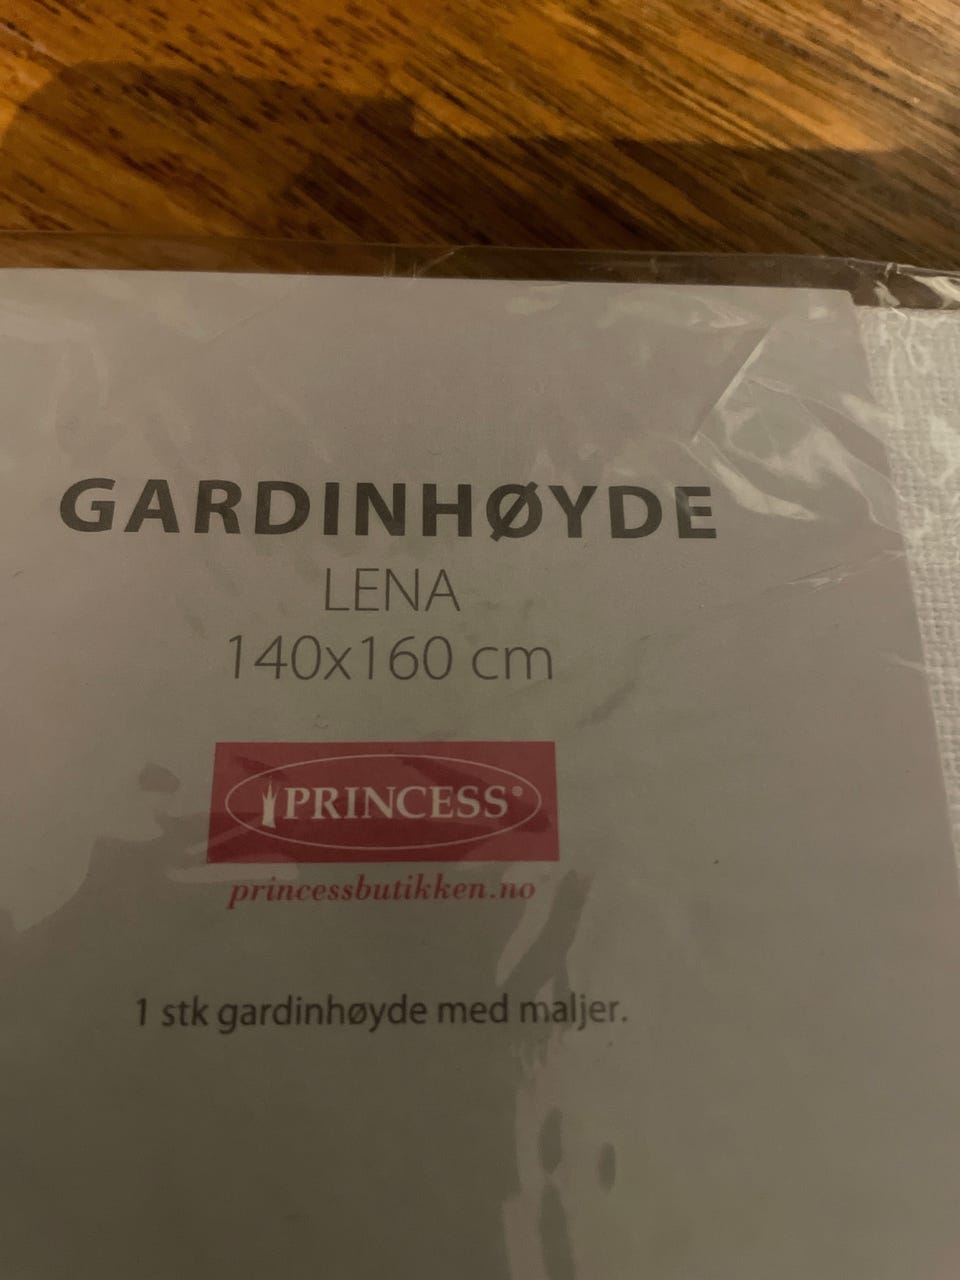 GARDINHØYDE
LENA
140x160 cm
PRINCESS®
princessbutikken.no
1 stk gardinhøyde med maljer.